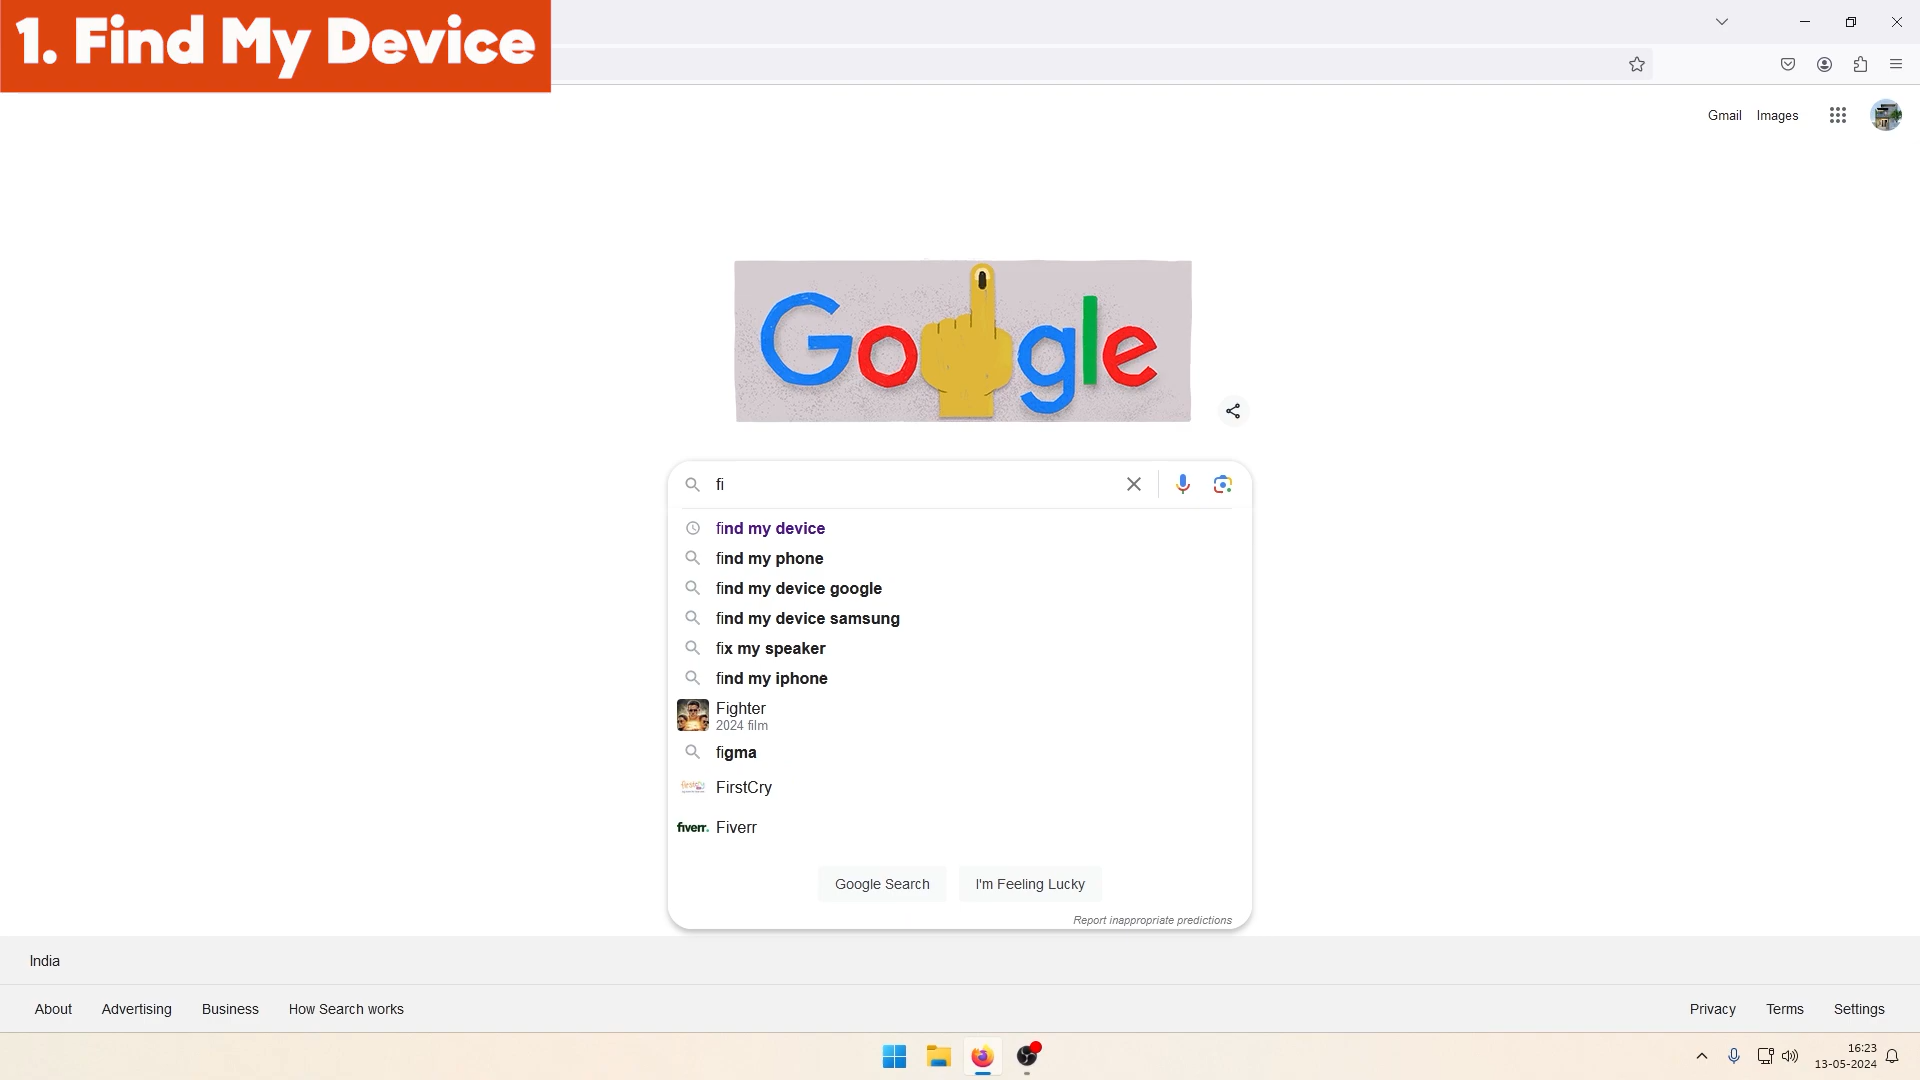 1. Find My Device
Gmail Images
Google
fi
find my device
find my phone
find my device google
find my device samsung
fix my speaker
find my iphone
Fighter
2024 film
figma
FirstCry
fiverr. Fiverr
Google Search I'm Feeling Lucky
Report inappropriate predictions
India
About Advertising Business How Search works Privacy Terms Settings
16:23
13-05-2024